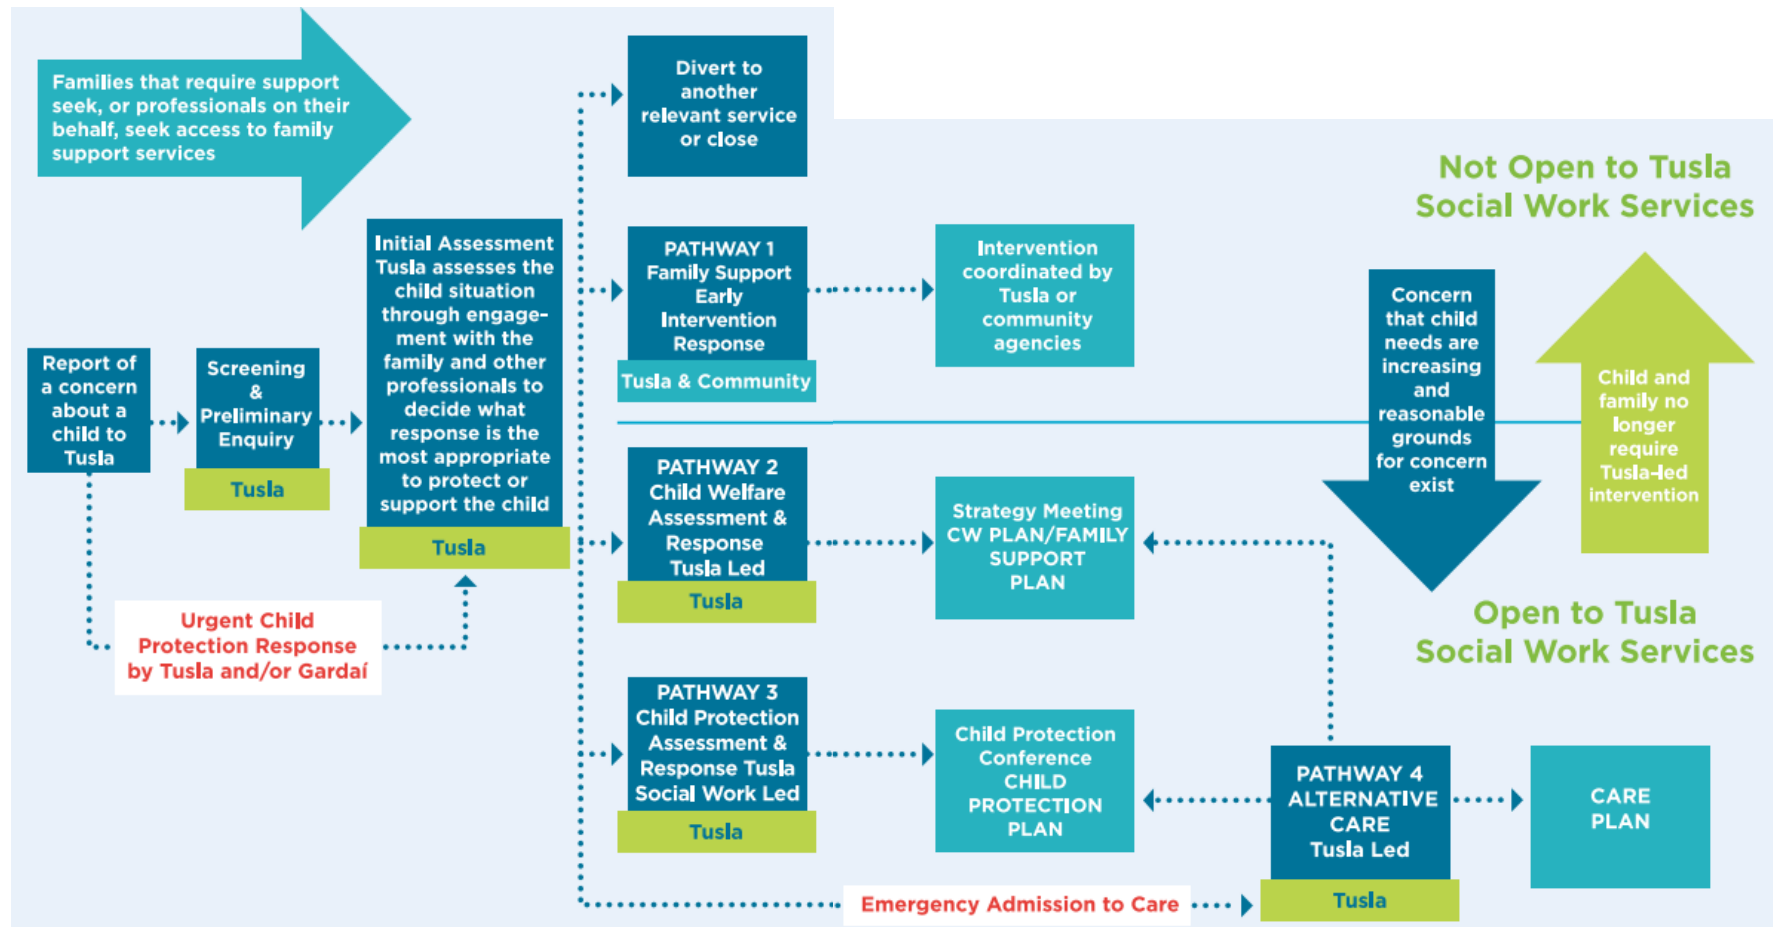 Families that require support
seek, or professionals on their
behalf, seek access to family
support services
Report of
a concern
about a
child to
Tusla
Screening
&
Preliminary
Enquiry
Tusla
Initial Assessment
Tusla assesses the
child situation
through engage-
ment with the
family and other
professionals to
decide what
response is the
most appropriate
to protect or
support the child
Tusla
Urgent Child
Protection Response
by Tusla and/or Gardaí
Divert to
another
relevant service
or close
PATHWAY 1
Family Support
Early
Intervention
Response
Tusla & Community
Intervention
coordinated by
Tusla or
community
agencies
PATHWAY 2
Child Welfare
Assessment &
Response
Tusla Led
Tusla
Strategy Meeting
CW PLAN/FAMILY
SUPPORT
PLAN
PATHWAY 3
Child Protection
Assessment &
Response Tusla
Social Work Led
Tusla
Child Protection
Conference
CHILD
PROTECTION
PLAN
Emergency Admission to Care
PATHWAY 4
ALTERNATIVE
CARE
Tusla Led
Tusla
CARE
PLAN
Not Open to Tusla
Social Work Services
Concern
that child
needs are
increasing
and
reasonable
grounds
for concern
exist
Child and
family no
longer
require
Tusla-led
intervention
Open to Tusla
Social Work Services